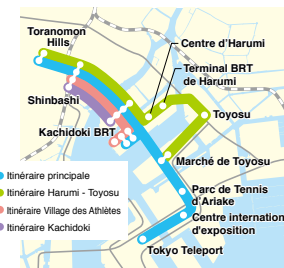 Toranomon
Hills
Centre d'Harumi
Terminal BRT
de Harumi
Shinbashi
Toyosu
Kachidoki BRT
Marché de Toyosu
Itinéraire principale
Itinéraire Harumi - Toyosu
Itinéraire Village des Athlètes
Itinéraire Kachidoki
Parc de Tennis
d'Ariake
Centre internation
d'exposition
Tokyo Teleport